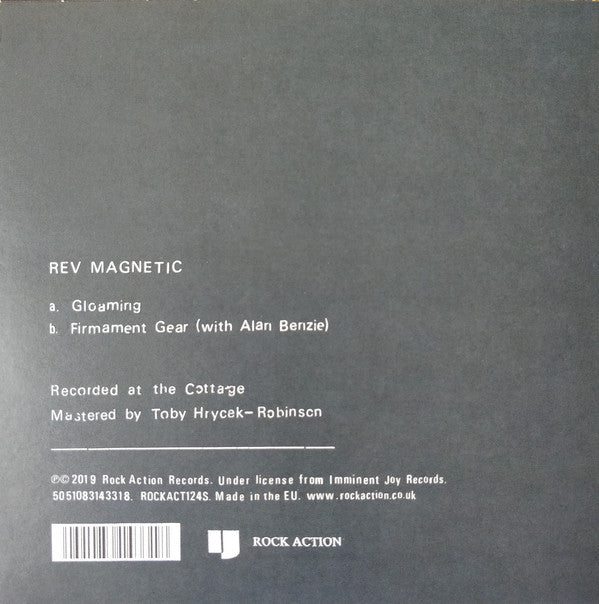 REV MAGNETIC
a. Gloaming
b. Firmament Gear (with Alan Benzie)
Recorded at the Cottage
Mastered by Toby Hrycek-Robinson
℗© 2019 Rock Action Records. Under license from Imminent Joy Records.
5051083143318. ROCKACT124S. Made in the EU. www.rockaction.co.uk
ROCK ACTION